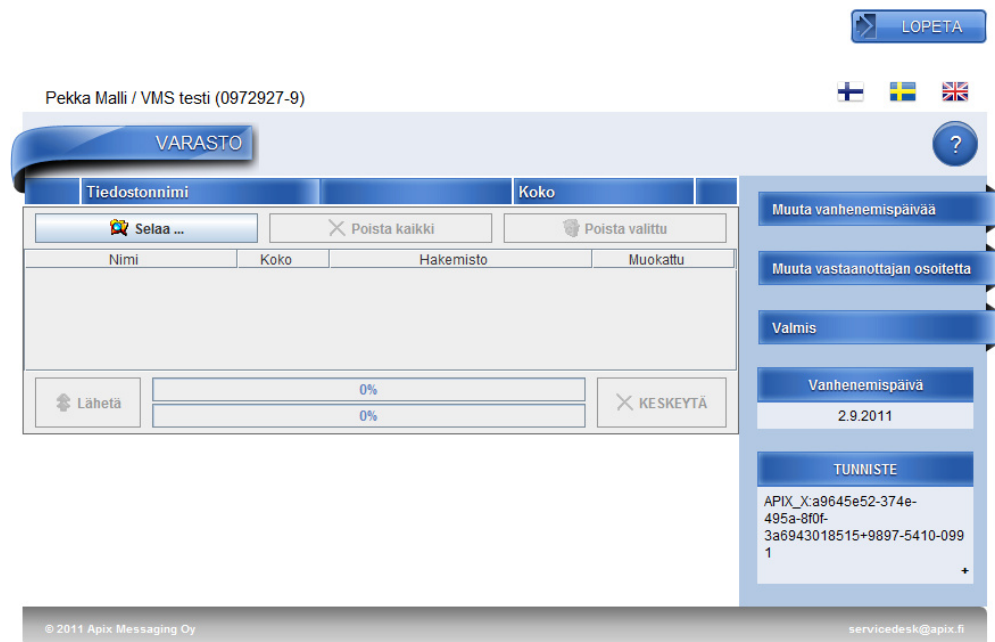 LOPETA
Pekka Malli / VMS testi (0972927-9)
VARASTO
?
Tiedostonnimi
Koko
Selaa ...
Poista kaikki
Poista valittu
Nimi
Koko
Hakemisto
Muokattu
Lähetä
0%
0%
KESKEYTÄ
Muuta vanhenemispäivää
Muuta vastaanottajan osoitetta
Valmis
Vanhenemispäivä
2.9.2011
TUNNISTE
APIX_X:a9645e52-374e-
495a-8f0f-
3a6943018515+9897-5410-099
1
+
© 2011 Apix Messaging Oy
servicedesk@apix.fi